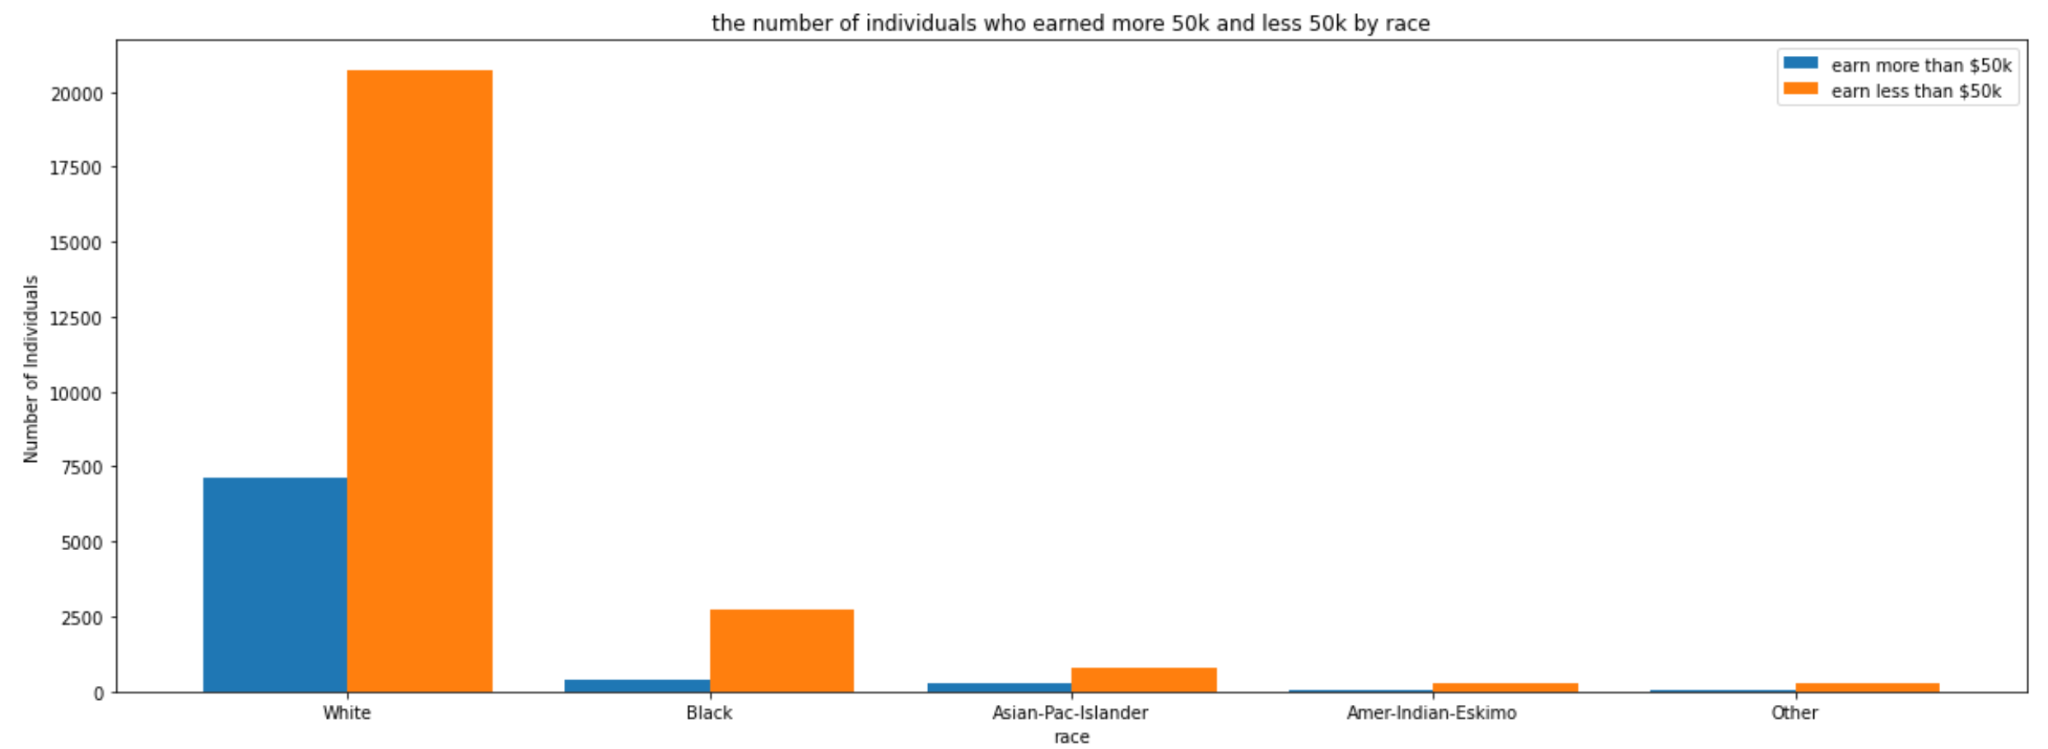 the number of individuals who earned more 50k and less 50k by race
earn more than $50k
earn less than $50k
Number of Individuals
20000
17500
15000
12500
10000
7500
5000
2500
0
White
Black
Asian-Pac-Islander
Amer-Indian-Eskimo
Other
race